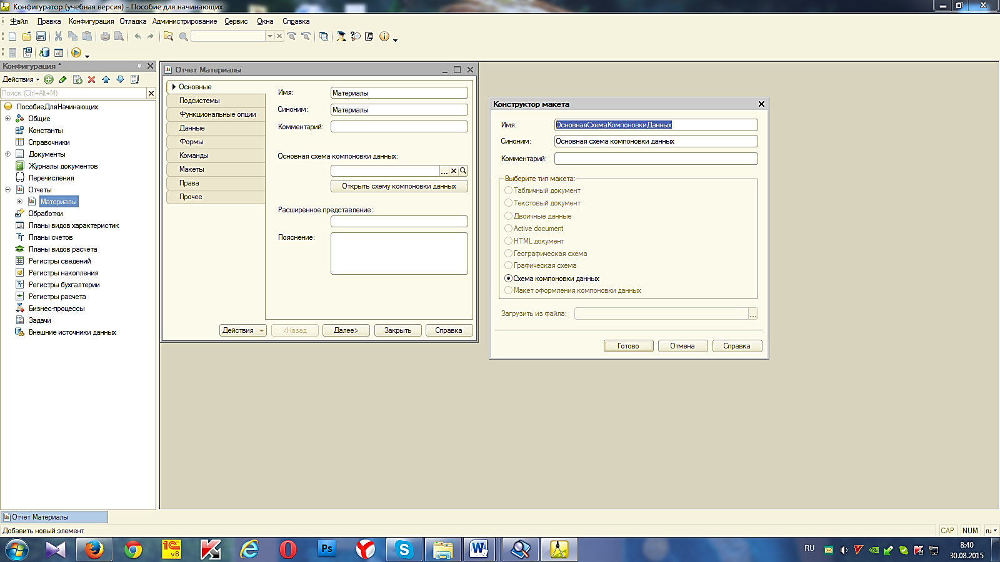 Конфигуратор (учебная версия) - Пособие для начинающих
Файл Правка Конфигурация Отладка Администрирование Сервис Окна Справка
Конфигурация *
Действия
Поиск (Ctrl+Alt+M)
ПособиеДляНачинающих
Общие
Константы
Справочники
Документы
Журналы документов
Перечисления
Отчеты
Материалы
Обработки
Планы видов характеристик
Планы счетов
Планы видов расчета
Регистры сведений
Регистры накопления
Регистры бухгалтерии
Регистры расчета
Бизнес-процессы
Задачи
Внешние источники данных
Отчет Материалы
Основные
Подсистемы
Функциональные опции
Данные
Формы
Команды
Макеты
Права
Прочее
Имя: Материалы
Синоним: Материалы
Комментарий:
Основная схема компоновки данных:
...
Открыть схему компоновки данных
Расширенное представление:
Пояснение:
Действия <Назад Далее> Закрыть Справка
Конструктор макета
Имя: ОсновнаяСхемаКомпоновкиДанных
Синоним: Основная схема компоновки данных
Комментарий:
Выберите тип макета:
Табличный документ
Текстовый документ
Двоичные данные
Active document
HTML документ
Географическая схема
Графическая схема
Схема компоновки данных
Макет оформления компоновки данных
Загрузить из файла: ...
Готово Отмена Справка
Отчет Материалы
Добавить новый элемент
CAP NUM ru
1С v8
Ps
RU
8:40
30.08.2015